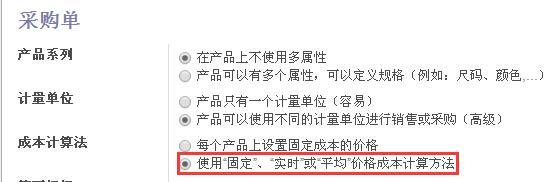 采购单
产品系列 在产品上不使用多属性
产品可以有多个属性，可以定义规格（例如：尺码、颜色,...）
计量单位 产品只有一个计量单位（容易）
产品可以使用不同的计量单位进行销售或采购（高级）
成本计算法 每个产品上设置固定成本的价格
使用“固定”、“实时”或“平均”价格成本计算方法